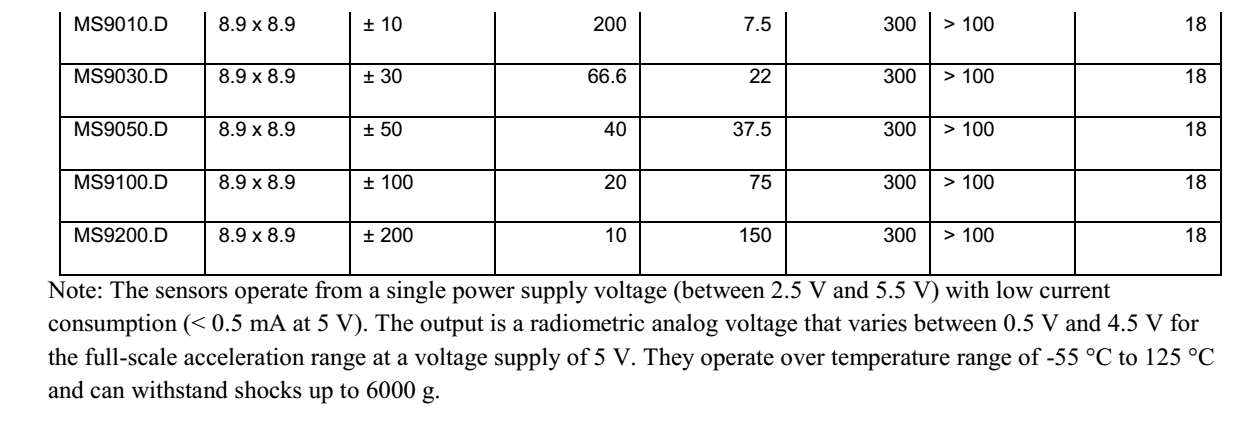 MS9010.D 8.9 x 8.9 ± 10 200 7.5 300 > 100 18
MS9030.D 8.9 x 8.9 ± 30 66.6 22 300 > 100 18
MS9050.D 8.9 x 8.9 ± 50 40 37.5 300 > 100 18
MS9100.D 8.9 x 8.9 ± 100 20 75 300 > 100 18
MS9200.D 8.9 x 8.9 ± 200 10 150 300 > 100 18
Note: The sensors operate from a single power supply voltage (between 2.5 V and 5.5 V) with low current
consumption (< 0.5 mA at 5 V). The output is a radiometric analog voltage that varies between 0.5 V and 4.5 V for
the full-scale acceleration range at a voltage supply of 5 V. They operate over temperature range of -55 °C to 125 °C
and can withstand shocks up to 6000 g.